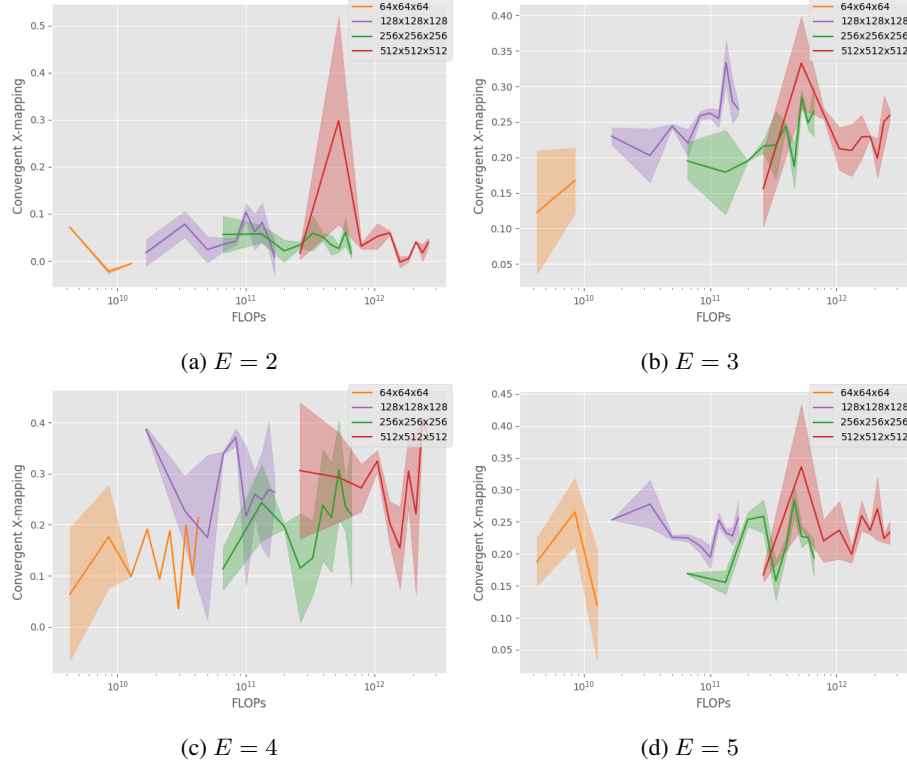 64x64x64
128x128x128
256x256x256
512x512x512
0.5
0.4
0.3
0.2
0.1
0.0
Convergent X-mapping
10^10
10^11
10^12
FLOPs
(a) E = 2
64x64x64
128x128x128
256x256x256
512x512x512
0.40
0.35
0.30
0.25
0.20
0.15
0.10
0.05
Convergent X-mapping
10^10
10^11
10^12
FLOPs
(b) E = 3
64x64x64
128x128x128
256x256x256
512x512x512
0.4
0.3
0.2
0.1
0.0
Convergent X-mapping
10^10
10^11
10^12
FLOPs
(c) E = 4
64x64x64
128x128x128
256x256x256
512x512x512
0.45
0.40
0.35
0.30
0.25
0.20
0.15
0.10
0.05
Convergent X-mapping
10^10
10^11
10^12
FLOPs
(d) E = 5